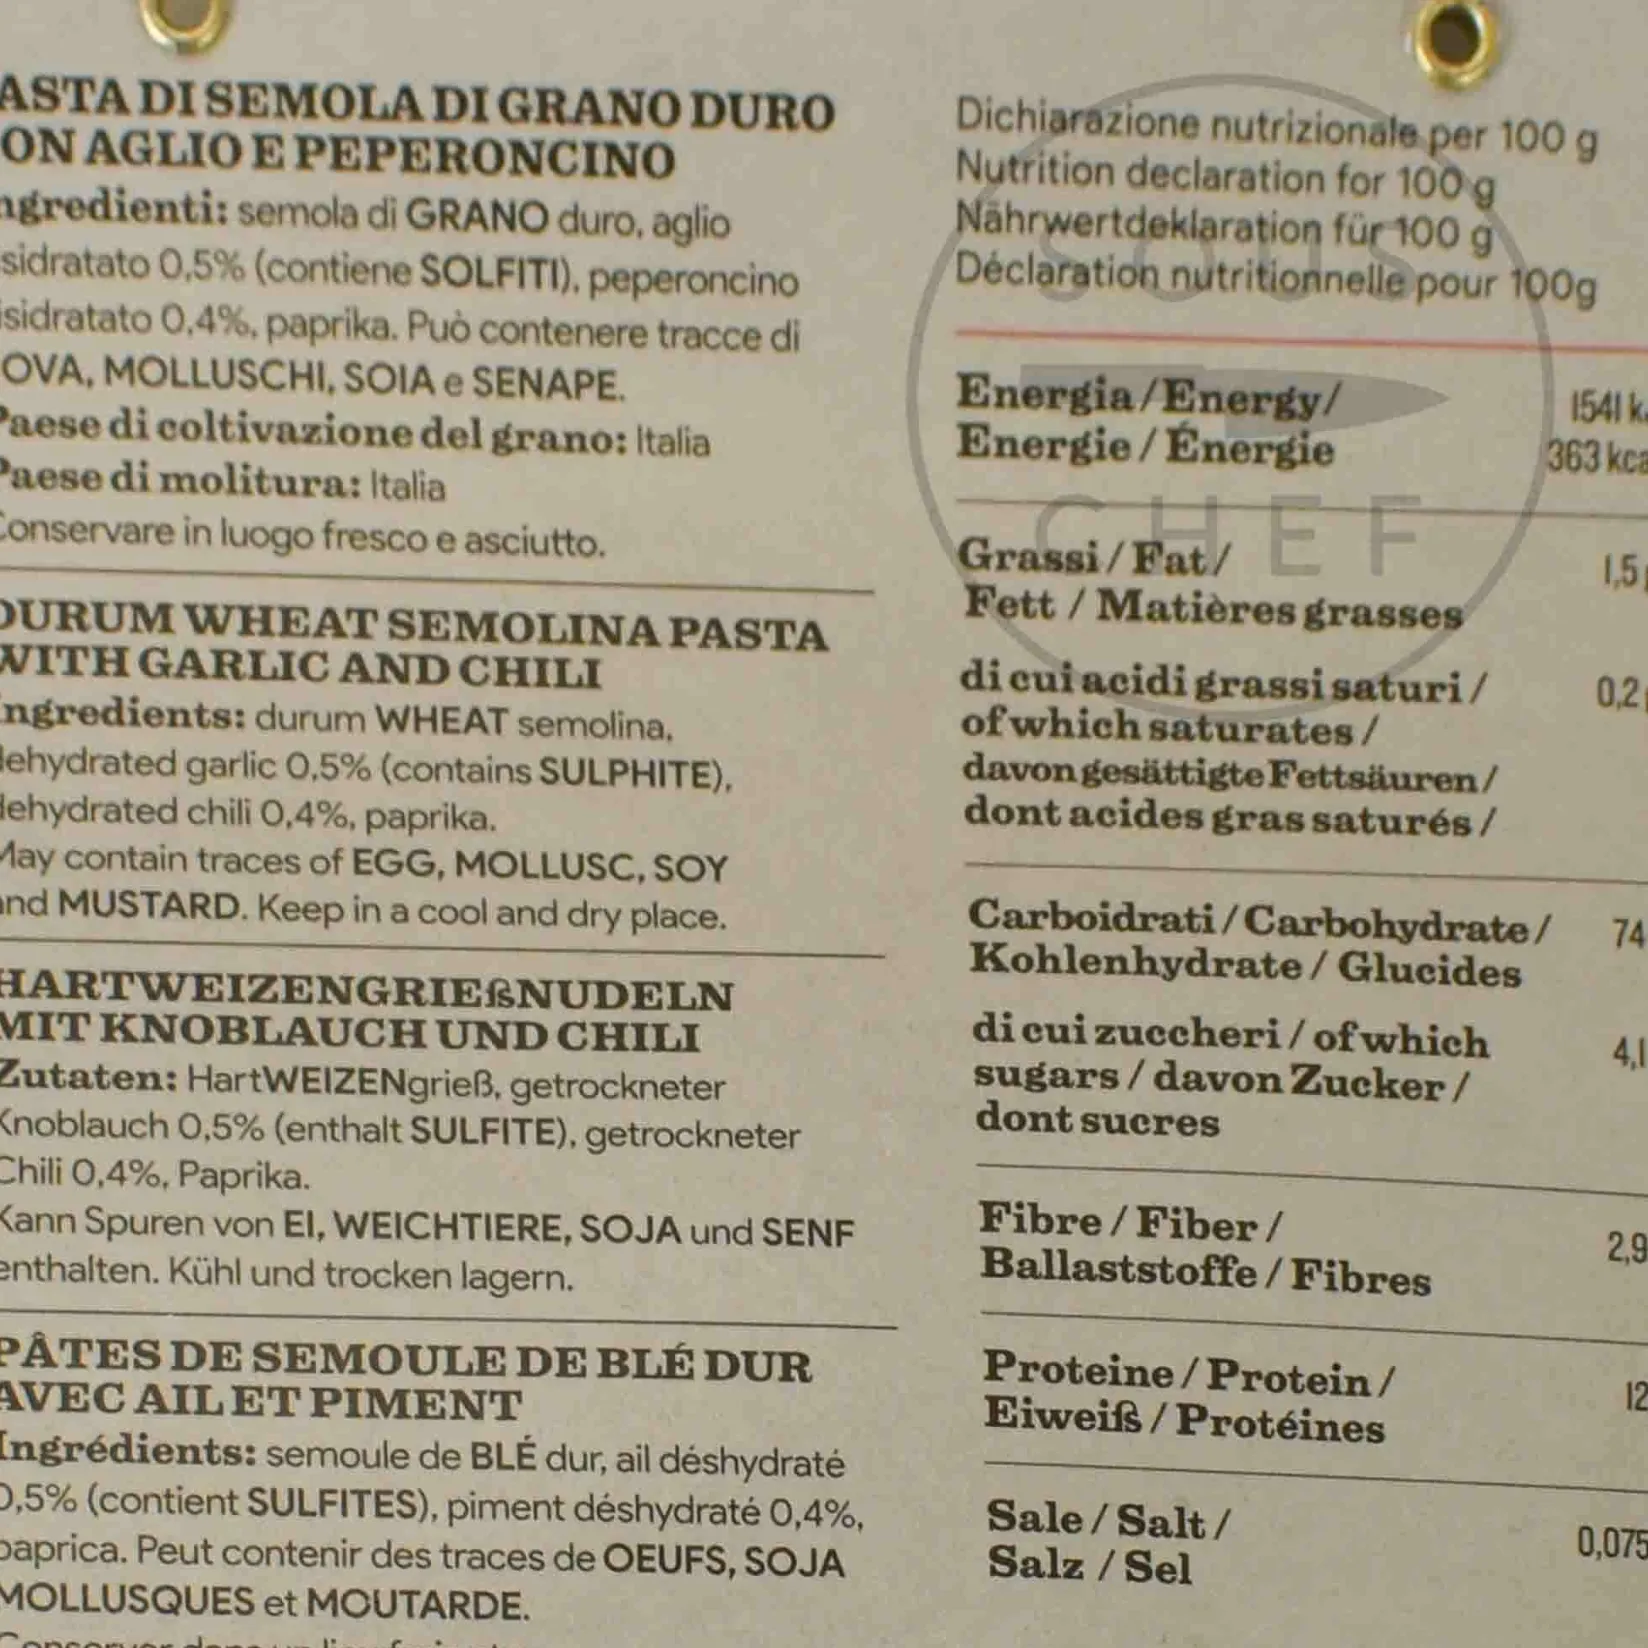 ASTA DI SEMOLA DI GRANO DURO
ON AGLIO E PEPERONCINO
ngredienti: semola di GRANO duro, aglio
sidratato 0,5% (contiene SOLFITI), peperoncino
isidratato 0,4%, paprika. Può contenere tracce di
OVA, MOLLUSCHI, SOIA e SENAPE.
Paese di coltivazione del grano: Italia
Paese di molitura: Italia
Conservare in luogo fresco e asciutto.
DURUM WHEAT SEMOLINA PASTA
WITH GARLIC AND CHILI
Ingredients: durum WHEAT semolina,
dehydrated garlic 0,5% (contains SULPHITE),
dehydrated chili 0,4%, paprika.
May contain traces of EGG, MOLLUSC, SOY
and MUSTARD. Keep in a cool and dry place.
HARTWEIZENGRIEßNUDELN
MIT KNOBLAUCH UND CHILI
Zutaten: HartWEIZENgrieß, getrockneter
Knoblauch 0,5% (enthalt SULFITE), getrockneter
Chili 0,4%, Paprika.
Kann Spuren von EI, WEICHTIERE, SOJA und SENF
enthalten. Kühl und trocken lagern.
PÂTES DE SEMOULE DE BLÉ DUR
AVEC AIL ET PIMENT
Ingrédients: semoule de BLÉ dur, ail déshydraté
0,5% (contient SULFITES), piment déshydraté 0,4%,
paprica. Peut contenir des traces de OEUFS, SOJA
MOLLUSQUES et MOUTARDE.
Dichiarazione nutrizionale per 100 g
Nutrition declaration for 100 g
Nährwertdeklaration für 100 g
Déclaration nutritionnelle pour 100g
SOUS
CHEF
Energia / Energy / 1541 k
Energie / Énergie 363 kca
Grassi / Fat / 1,5
Fett / Matières grasses
di cui acidi grassi saturi / 0,2
of which saturates /
davon gesättigte Fettsäuren /
dont acides gras saturés /
Carboidrati / Carbohydrate / 74
Kohlenhydrate / Glucides
di cui zuccheri / of which 4,1
sugars / davon Zucker /
dont sucres
Fibre / Fiber / 2,9
Ballaststoffe / Fibres
Proteine / Protein / 12
Eiweiß / Protéines
Sale / Salt / 0,075
Salz / Sel